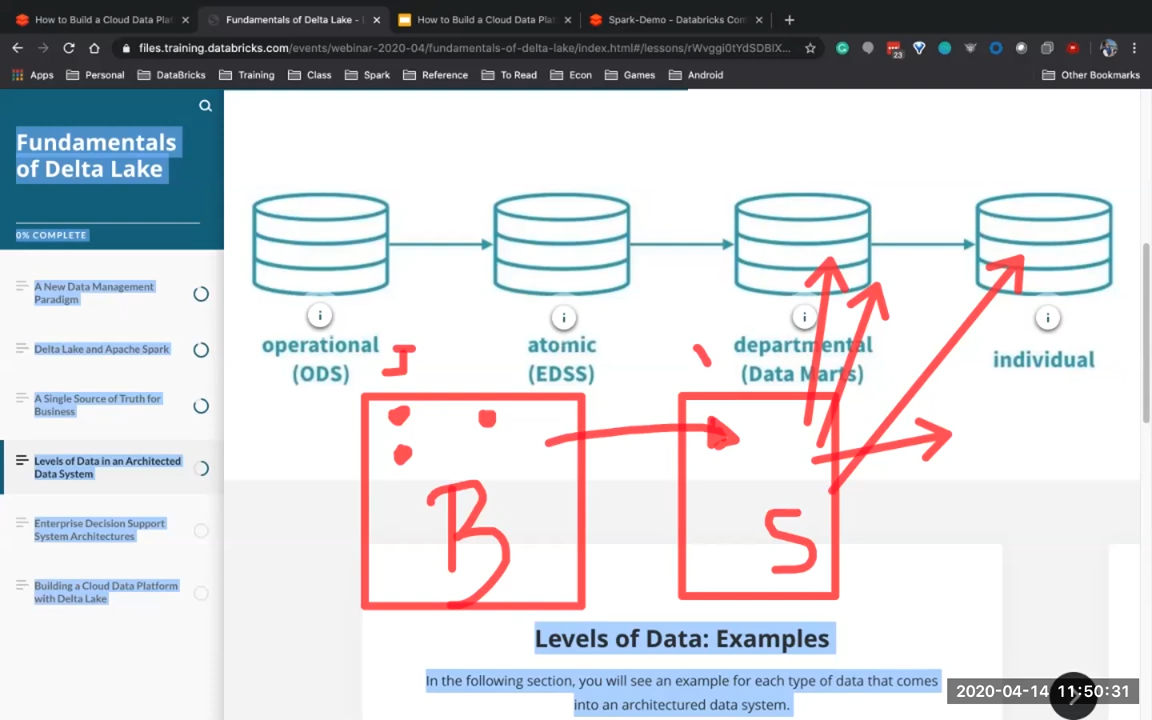 How to Build a Cloud Data Plat
Fundamentals of Delta Lake -
How to Build a Cloud Data Plat
Spark-Demo - Databricks Com
files.training.databricks.com/events/webinar-2020-04/fundamentals-of-delta-lake/index.html#/lessons/rWvggi0tYdSDBIX...
23
Apps Personal DataBricks Training Class Spark Reference To Read Econ Games Android Other Bookmarks
Fundamentals
of Delta Lake
0% COMPLETE
A New Data Management
Paradigm
Delta Lake and Apache Spark
A Single Source of Truth for
Business
Levels of Data in an Architected
Data System
Enterprise Decision Support
System Architectures
Building a Cloud Data Platform
with Delta Lake
operational
(ODS)
atomic
(EDSS)
departmental
(Data Marts)
individual
B
S
Levels of Data: Examples
In the following section, you will see an example for each type of data that comes
into an architectured data system.
2020-04-14 11:50:31